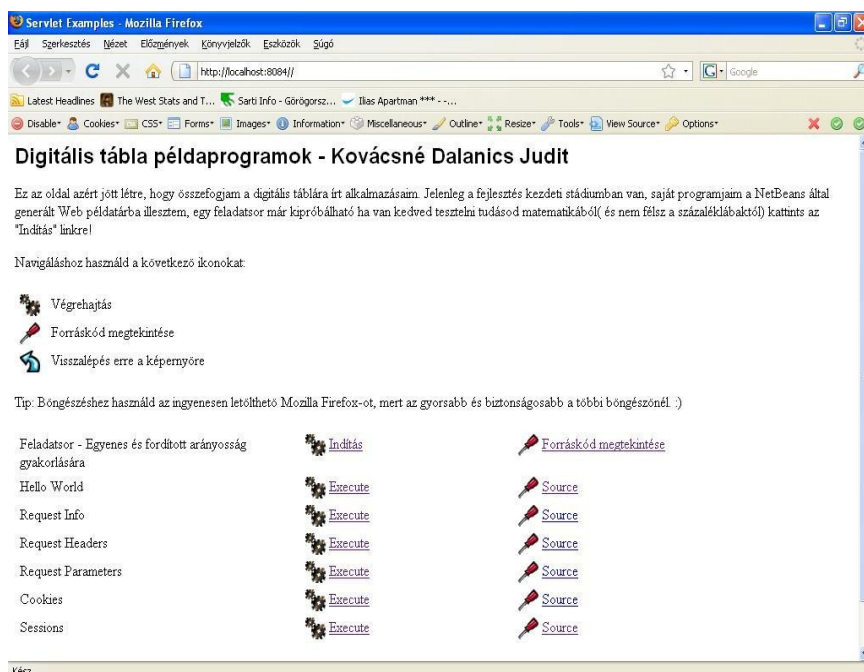 Servlet Examples - Mozilla Firefox
Fájl Szerkesztés Nézet Előzmények Könyvjelzők Eszközök Súgó
http://localhost:8084// Google
Latest Headlines The West Stats and T... Sarti Info - Görögorsz... Ilias Apartman *** - -...
Disable Cookies CSS Forms Images Information Miscellaneous Outline Resize Tools View Source Options
Digitális tábla példaprogramok - Kovácsné Dalanics Judit
Ez az oldal azért jött létre, hogy összefogjam a digitális táblára írt alkalmazásaim. Jelenleg a fejlesztés kezdeti stádiumban van, saját programjaim a NetBeans által
generált Web példatárba illesztem, egy feladatsor már kipróbálható ha van kedved tesztelni tudásod matematikából( és nem félsz a százaléklábaktól) kattints az
"Indítás" linkre!
Navigáláshoz használd a következő ikonokat:
Végrehajtás
Forráskód megtekintése
Visszalépés erre a képernyőre
Tip: Böngészéshez használd az ingyenesen letölthető Mozilla Firefox-ot, mert az gyorsabb és biztonságosabb a többi böngészőnél. :)
Feladatsor - Egyenes és fordított arányosság Indítás Forráskód megtekintése
gyakorlására
Hello World Execute Source
Request Info Execute Source
Request Headers Execute Source
Request Parameters Execute Source
Cookies Execute Source
Sessions Execute Source
Kész